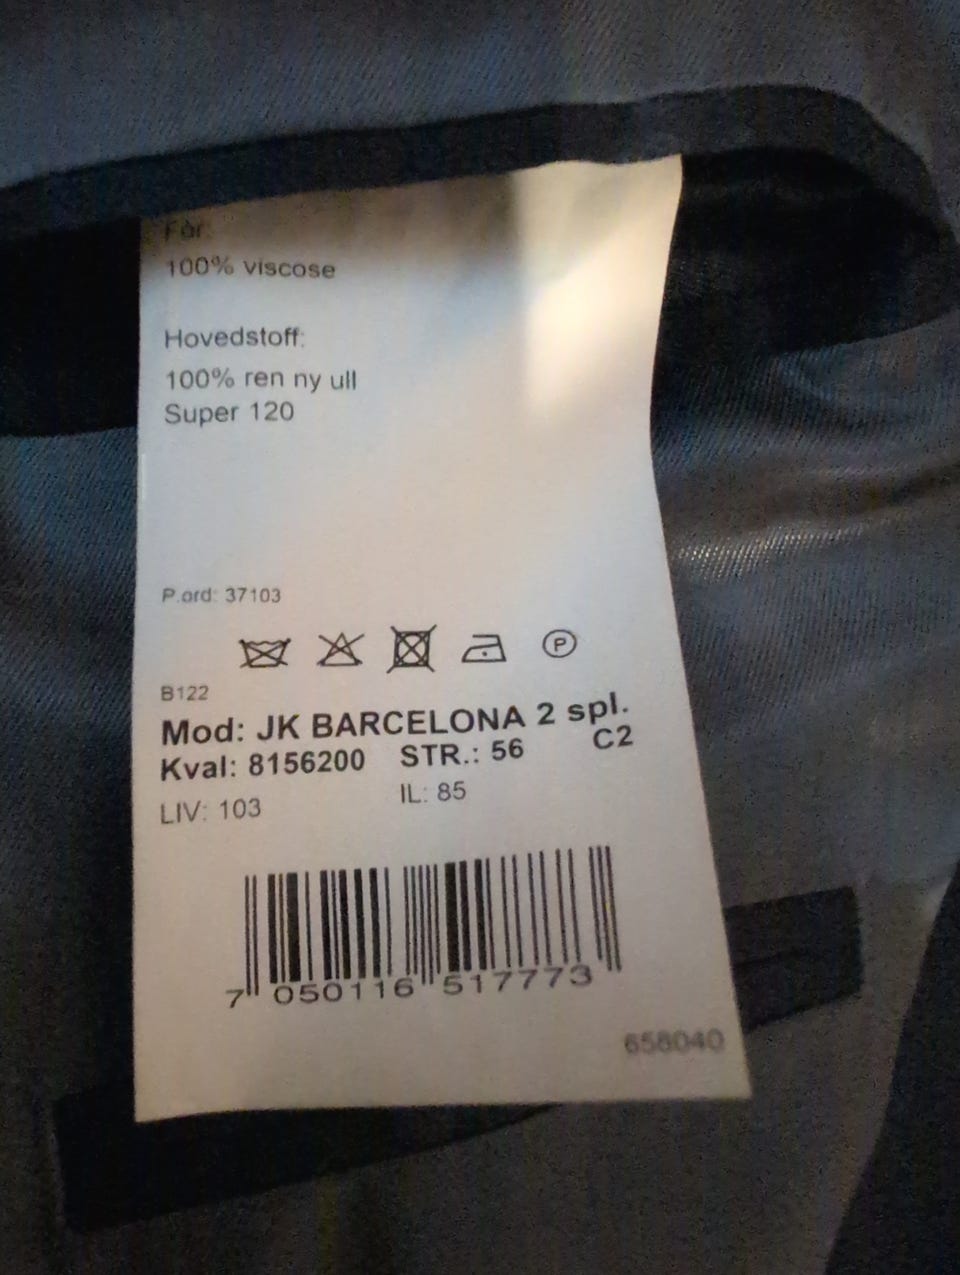 Fôr:
100% viscose
Hovedstoff:
100% ren ny ull
Super 120
P.ord: 37103
P
B122
Mod: JK BARCELONA 2 spl.
Kval: 8156200 STR.: 56 C2
LIV: 103 IL: 85
7 050116 517773
658040